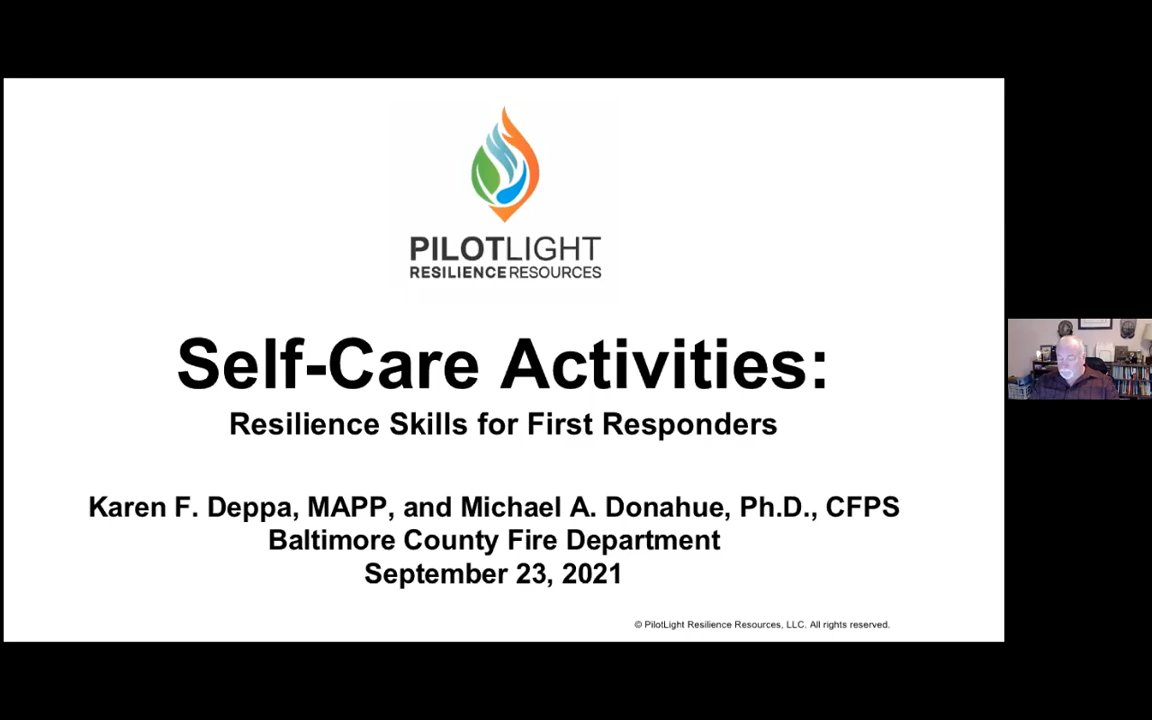 PILOTLIGHT
RESILIENCE RESOURCES
Self-Care Activities:
Resilience Skills for First Responders
Karen F. Deppa, MAPP, and Michael A. Donahue, Ph.D., CFPS
Baltimore County Fire Department
September 23, 2021
© PilotLight Resilience Resources, LLC. All rights reserved.